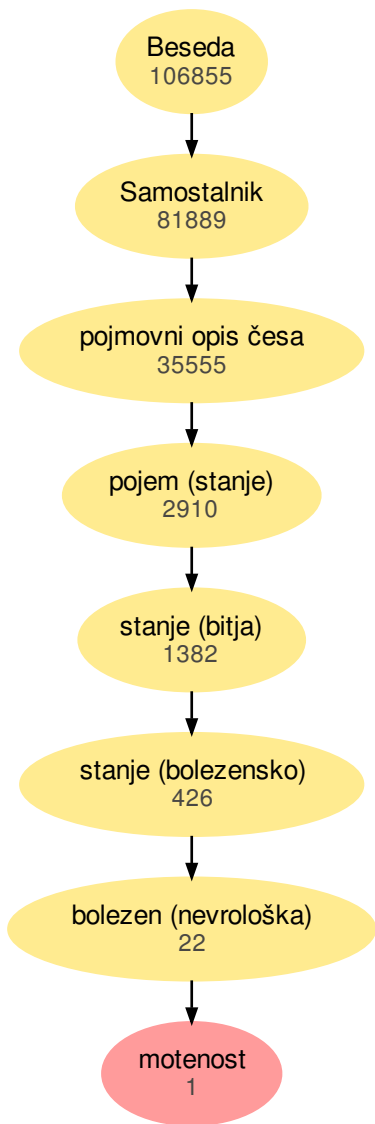 Beseda
106855
Samostalnik
81889
pojmovni opis česa
35555
pojem (stanje)
2910
stanje (bitja)
1382
stanje (bolezensko)
426
bolezen (nevrološka)
22
motenost
1